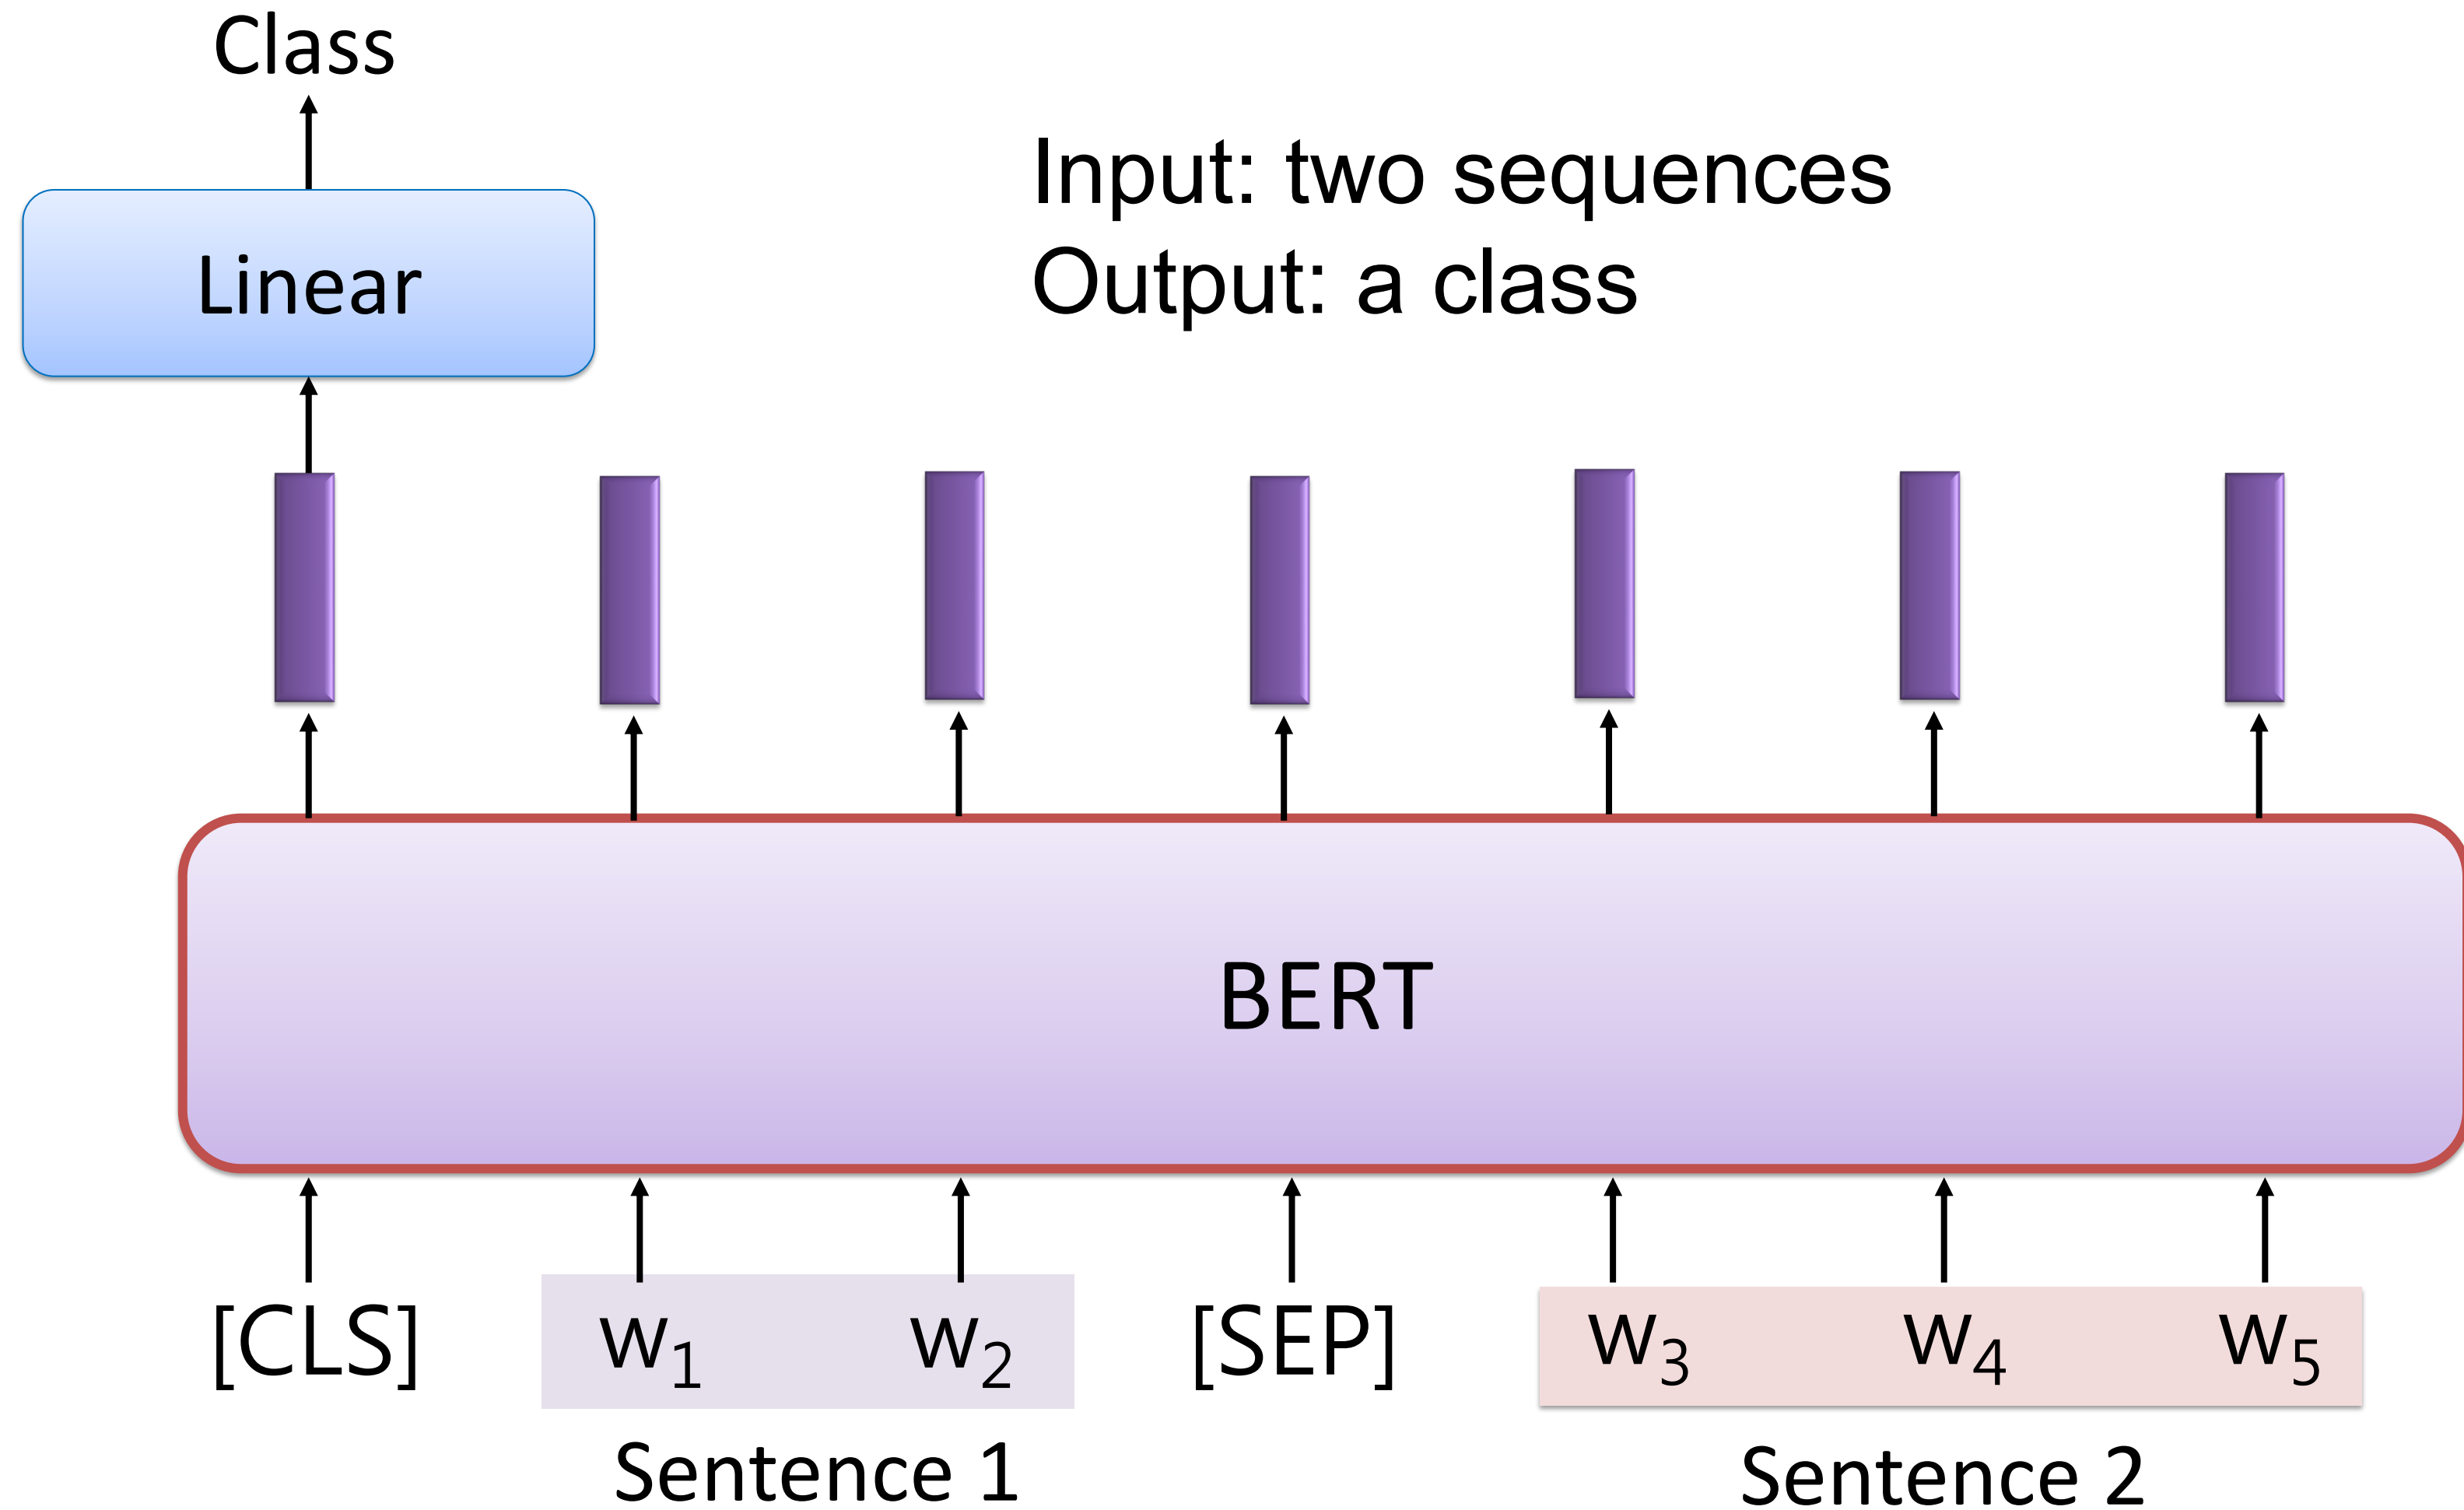 Class
Input: two sequences
Output: a class
Linear
BERT
[CLS] w₁ w₂ [SEP] w₃ w₄ w₅
Sentence 1 Sentence 2